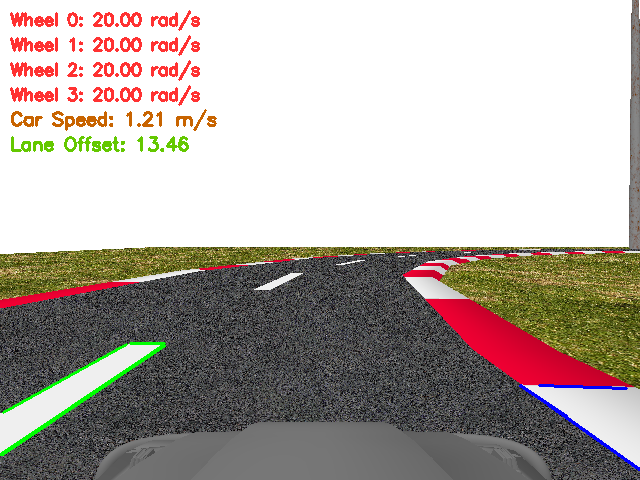 Wheel 0: 20.00 rad/s
Wheel 1: 20.00 rad/s
Wheel 2: 20.00 rad/s
Wheel 3: 20.00 rad/s
Car Speed: 1.21 m/s
Lane Offset: 13.46